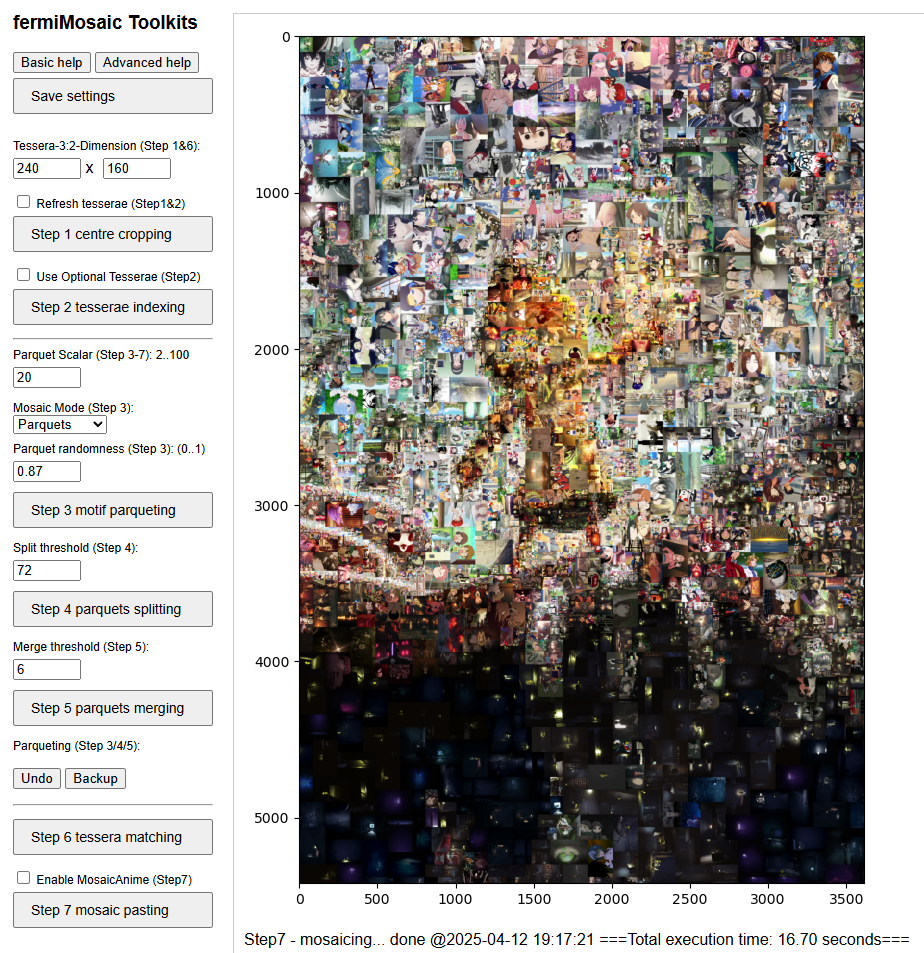 fermiMosaic Toolkits
Basic help Advanced help
Save settings
Tessera-3:2-Dimension (Step 1&6):
240 x 160
Refresh tesserae (Step1&2)
Step 1 centre cropping
Use Optional Tesserae (Step2)
Step 2 tesserae indexing
Parquet Scalar (Step 3-7): 2..100
20
Mosaic Mode (Step 3):
Parquets
Parquet randomness (Step 3): (0..1)
0.87
Step 3 motif parqueting
Split threshold (Step 4):
72
Step 4 parquets splitting
Merge threshold (Step 5):
6
Step 5 parquets merging
Parqueting (Step 3/4/5):
Undo Backup
Step 6 tessera matching
Enable MosaicAnime (Step7)
Step 7 mosaic pasting
0
1000
2000
3000
4000
5000
0 500 1000 1500 2000 2500 3000 3500
Step7 - mosaicing... done @2025-04-12 19:17:21 ===Total execution time: 16.70 seconds===